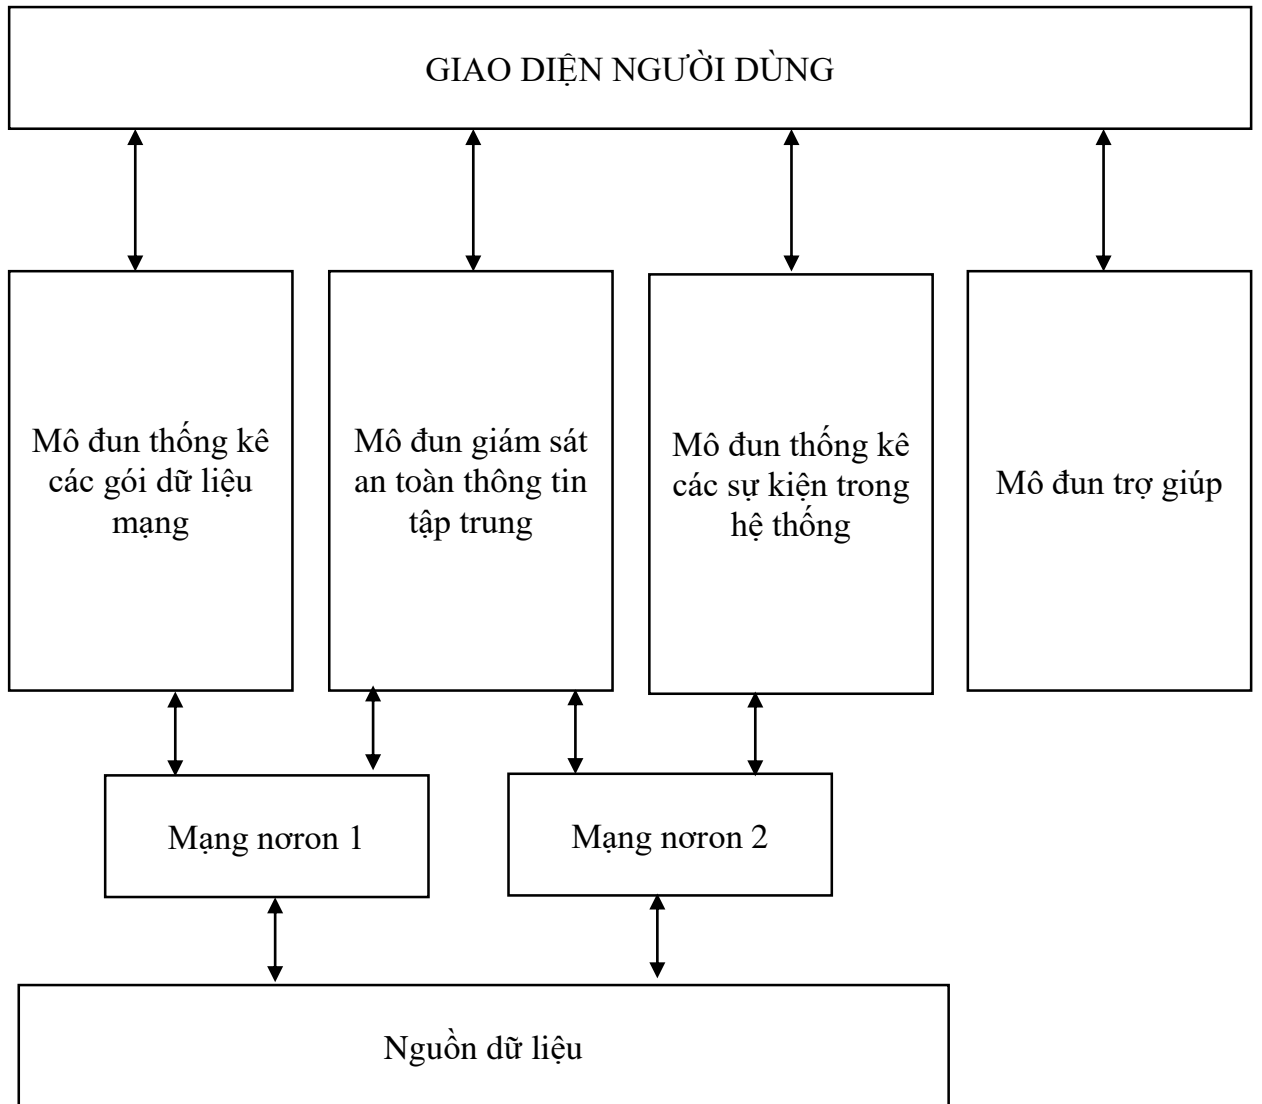 GIAO DIỆN NGƯỜI DÙNG
Mô đun thống kê
các gói dữ liệu
mạng
Mô đun giám sát
an toàn thông tin
tập trung
Mô đun thống kê
các sự kiện trong
hệ thống
Mô đun trợ giúp
Mạng nơron 1
Mạng nơron 2
Nguồn dữ liệu